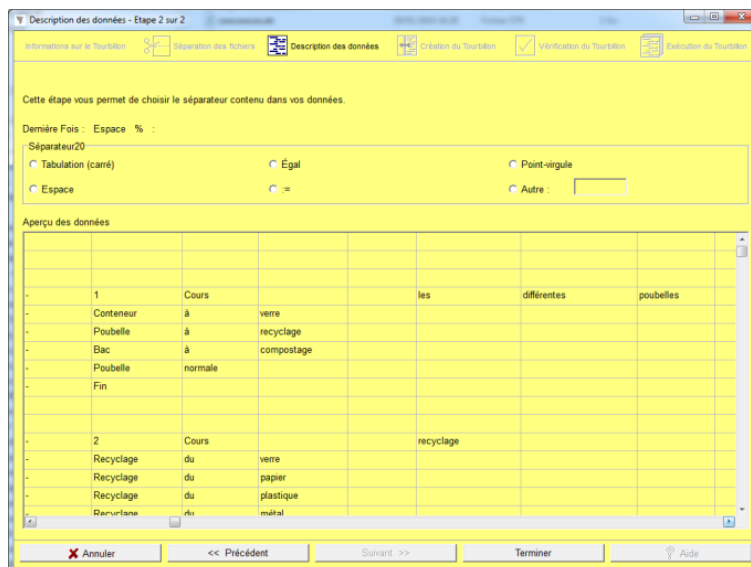 Description des données - Etape 2 sur 2
Informations sur le Tourbillon Séparation des fichiers Description des données Création du Tourbillon Vérification du Tourbillon Exécution du Tourbillon
Cette étape vous permet de choisir le séparateur contenu dans vos données.
Dernière Fois : Espace % :
Séparateur20
Tabulation (carré) Égal Point-virgule
Espace := Autre :
Aperçu des données
- 1 Cours les différentes poubelles
- Conteneur à verre
- Poubelle à recyclage
- Bac à compostage
- Poubelle normale
- Fin
- 2 Cours recyclage
- Recyclage du verre
- Recyclage du papier
- Recyclage du plastique
- Recyclage du métal
Annuler << Précédent Suivant >> Terminer Aide